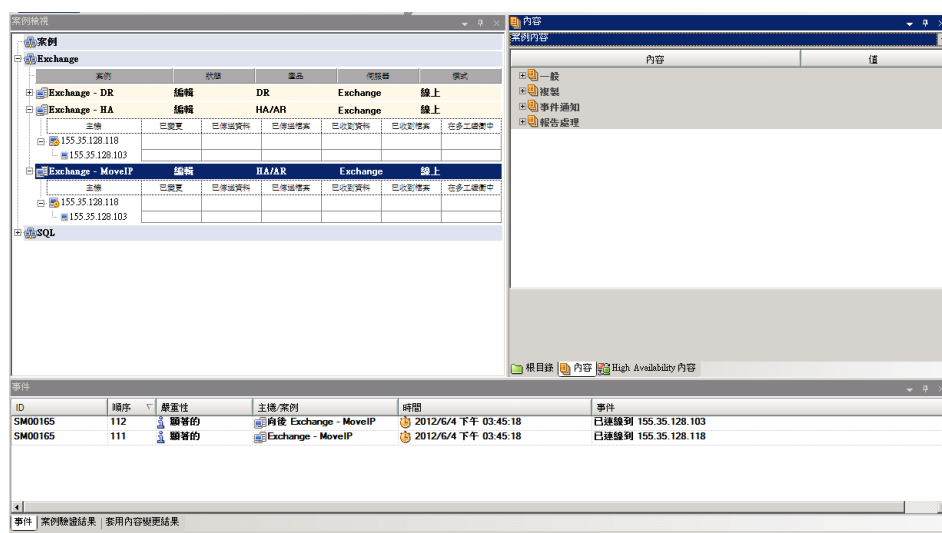 案例檢視
案例
Exchange
案例 狀態 產品 伺服器 模式
Exchange - DR 編輯 DR Exchange 線上
Exchange - HA 編輯 HA/AR Exchange 線上
主機 已變更 已傳送資料 已傳送檔案 已收到資料 已收到檔案 在多工緩衝中
155.35.128.118
155.35.128.103
Exchange - MoveIP 編輯 HA/AR Exchange 線上
主機 已變更 已傳送資料 已傳送檔案 已收到資料 已收到檔案 在多工緩衝中
155.35.128.118
155.35.128.103
SQL
內容
案例內容
內容 值
一般
複製
事件通知
報告處理
根目錄 內容 High Availability 內容
事件
ID 順序 嚴重性 主機/案例 時間 事件
SM00165 112 顯著的 向後 Exchange - MoveIP 2012/6/4 下午 03:45:18 已連線到 155.35.128.103
SM00165 111 顯著的 Exchange - MoveIP 2012/6/4 下午 03:45:18 已連線到 155.35.128.118
事件 案例驗證結果 套用內容變更結果